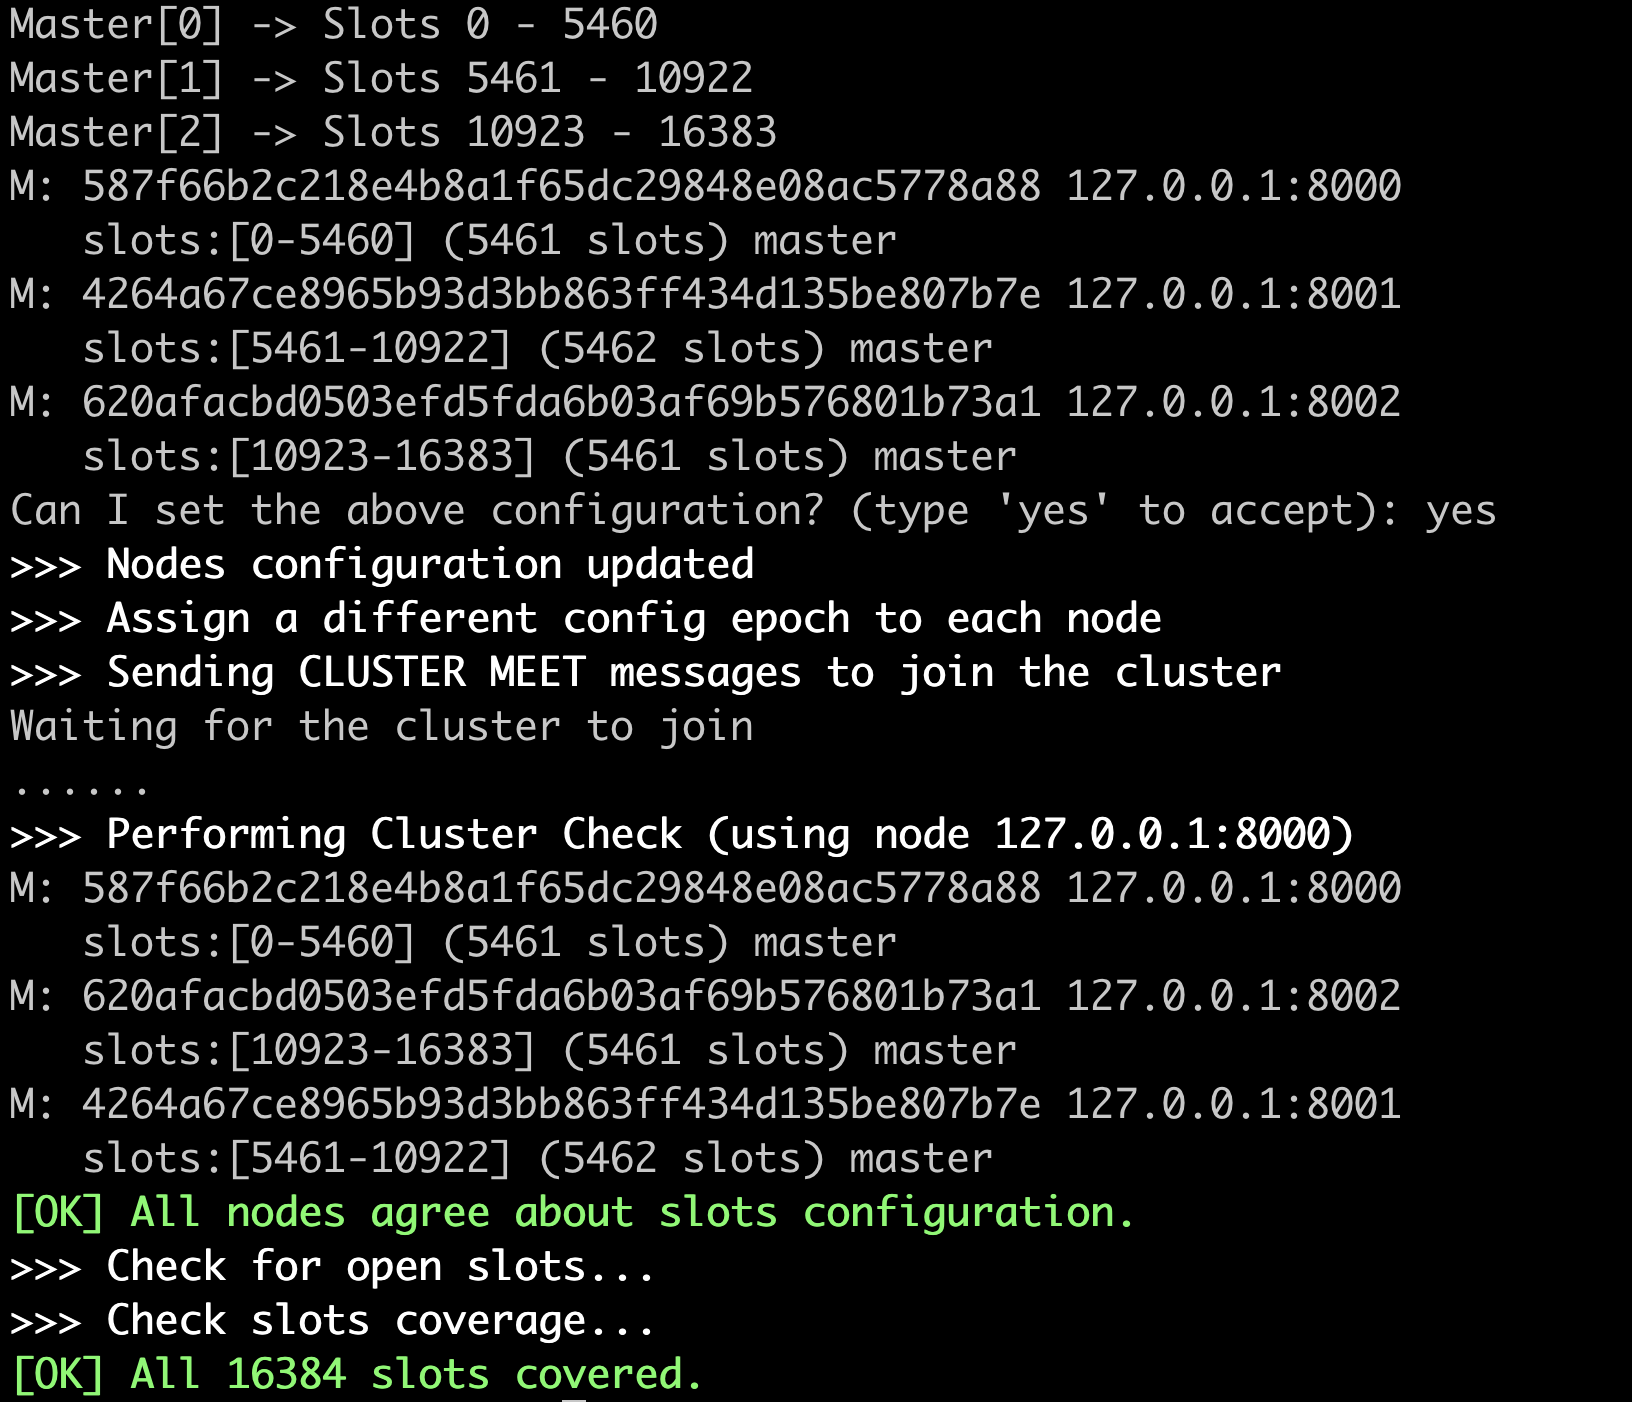 Master[0] -> Slots 0 - 5460
Master[1] -> Slots 5461 - 10922
Master[2] -> Slots 10923 - 16383
M: 587f66b2c218e4b8a1f65dc29848e08ac5778a88 127.0.0.1:8000
   slots:[0-5460] (5461 slots) master
M: 4264a67ce8965b93d3bb863ff434d135be807b7e 127.0.0.1:8001
   slots:[5461-10922] (5462 slots) master
M: 620afacbd0503efd5fda6b03af69b576801b73a1 127.0.0.1:8002
   slots:[10923-16383] (5461 slots) master
Can I set the above configuration? (type 'yes' to accept): yes
>>> Nodes configuration updated
>>> Assign a different config epoch to each node
>>> Sending CLUSTER MEET messages to join the cluster
Waiting for the cluster to join
......
>>> Performing Cluster Check (using node 127.0.0.1:8000)
M: 587f66b2c218e4b8a1f65dc29848e08ac5778a88 127.0.0.1:8000
   slots:[0-5460] (5461 slots) master
M: 620afacbd0503efd5fda6b03af69b576801b73a1 127.0.0.1:8002
   slots:[10923-16383] (5461 slots) master
M: 4264a67ce8965b93d3bb863ff434d135be807b7e 127.0.0.1:8001
   slots:[5461-10922] (5462 slots) master
[OK] All nodes agree about slots configuration.
>>> Check for open slots...
>>> Check slots coverage...
[OK] All 16384 slots covered.